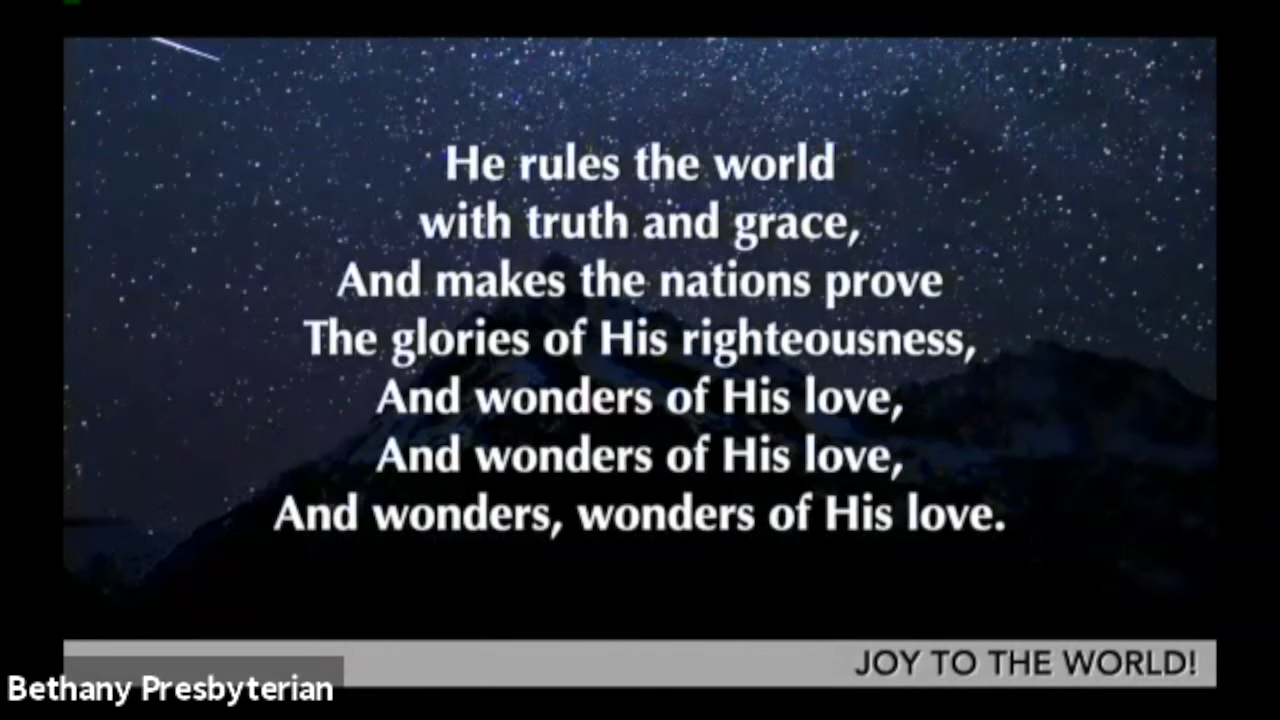 He rules the world
with truth and grace,
And makes the nations prove
The glories of His righteousness,
And wonders of His love,
And wonders of His love,
And wonders, wonders of His love.
JOY TO THE WORLD!
Bethany Presbyterian